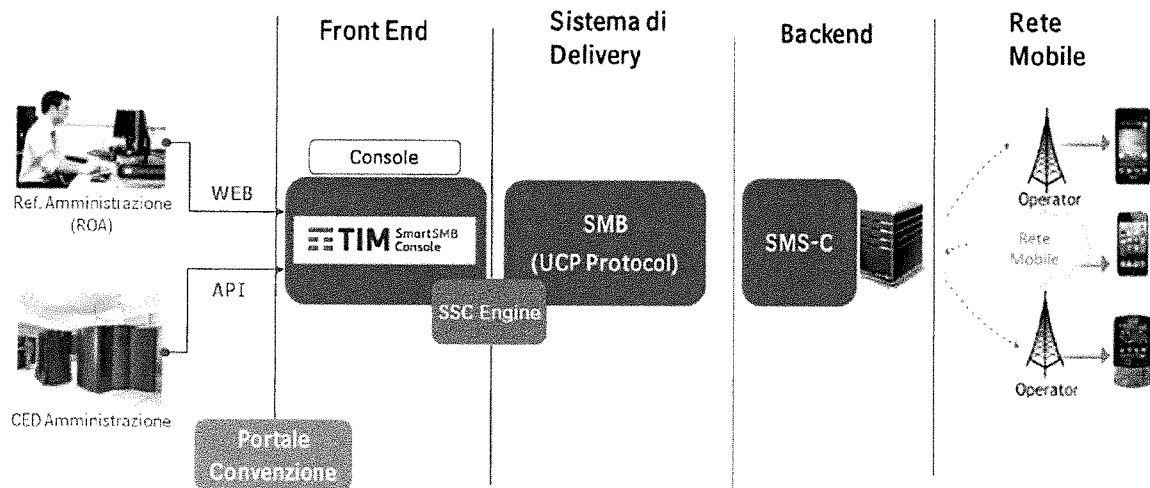 Front End
Sistema di
Delivery
Backend
Rete
Mobile
Console
WEB
Ref. Amministrazione
(ROA)
TIM SmartSMB
Console
SMB
(UCP Protocol)
SMS-C
Operator
Rete
Mobile
API
SSC Engine
Operator
CED Amministrazione
Portale
Convenzione